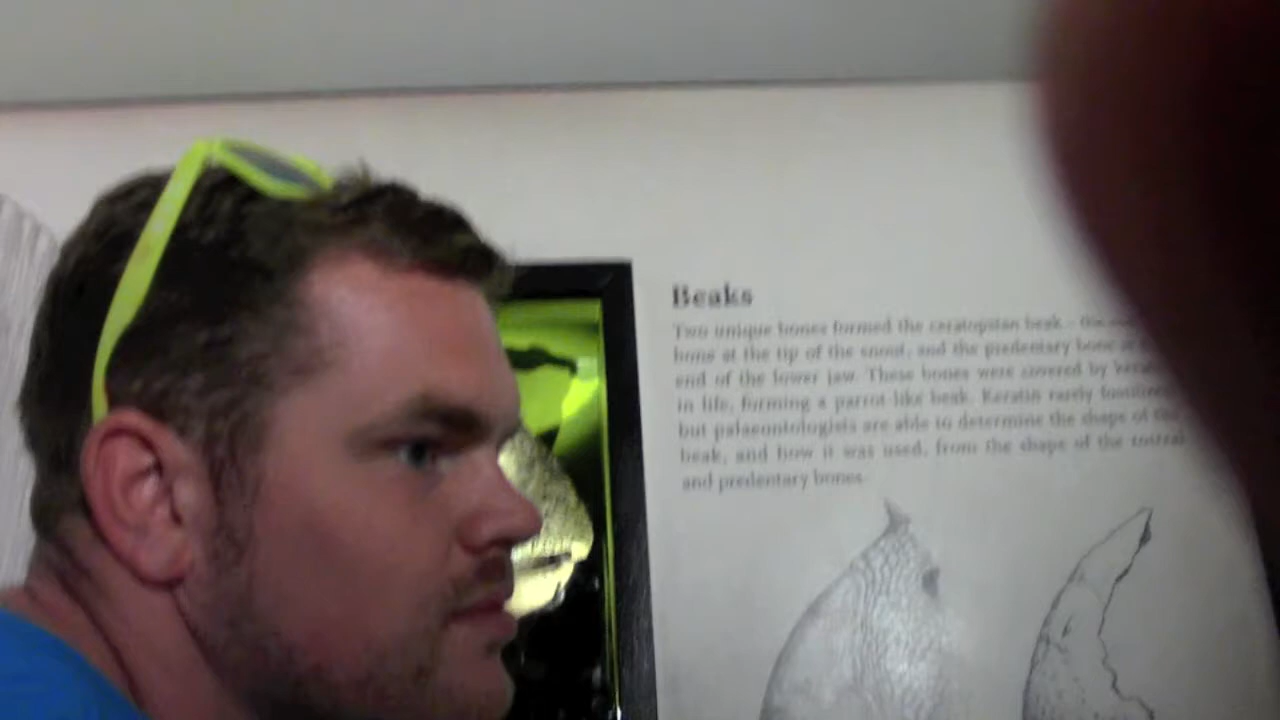 Beaks
Two unique bones formed the ceratopsian beak - the
bone at the tip of the snout, and the predentary bone at
end of the lower jaw. These bones were covered by
in life, forming a parrot-like beak. Keratin rarely
but palaeontologists are able to determine the shape of the
beak, and how it was used, from the shape of the rostral
and predentary bones.